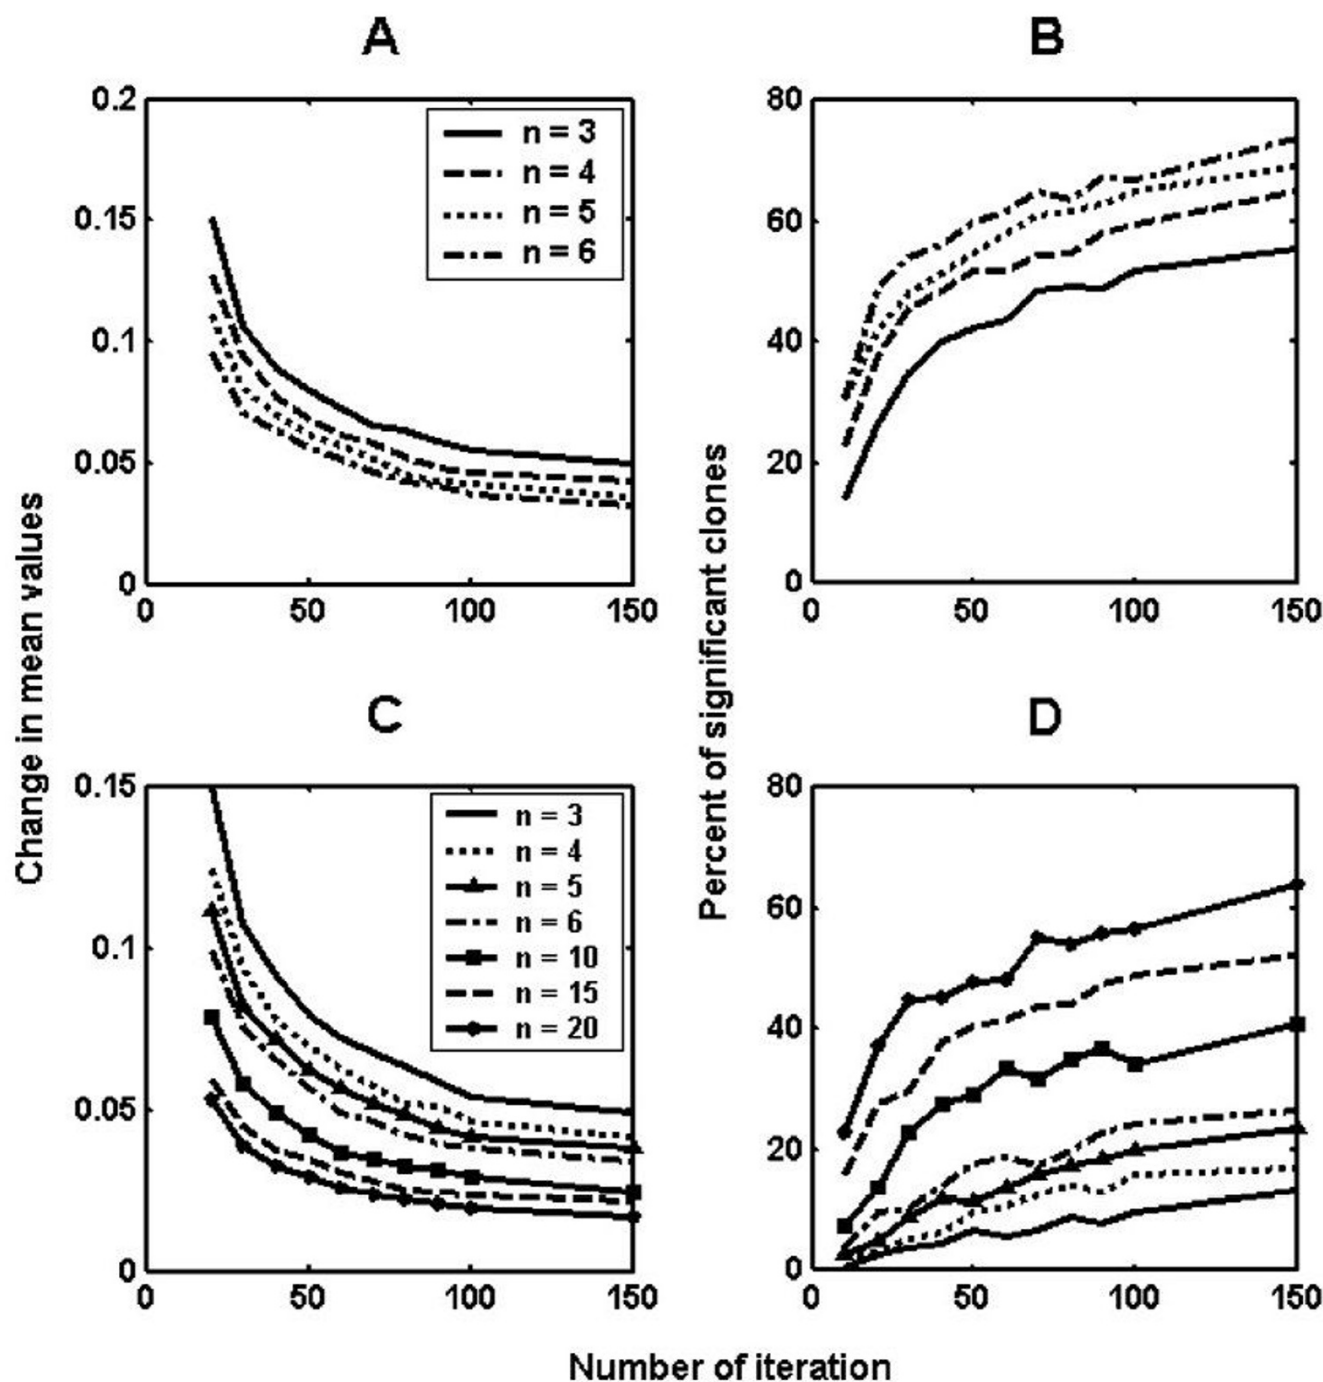 A
0.2
0.15
0.1
0.05
0
0
50
100
150
n = 3
n = 4
n = 5
n = 6
B
80
60
40
20
0
0
50
100
150
Change in mean values
Percent of significant clones
C
0.15
0.1
0.05
0
0
50
100
150
n = 3
n = 4
n = 5
n = 6
n = 10
n = 15
n = 20
D
80
60
40
20
0
0
50
100
150
Number of iteration